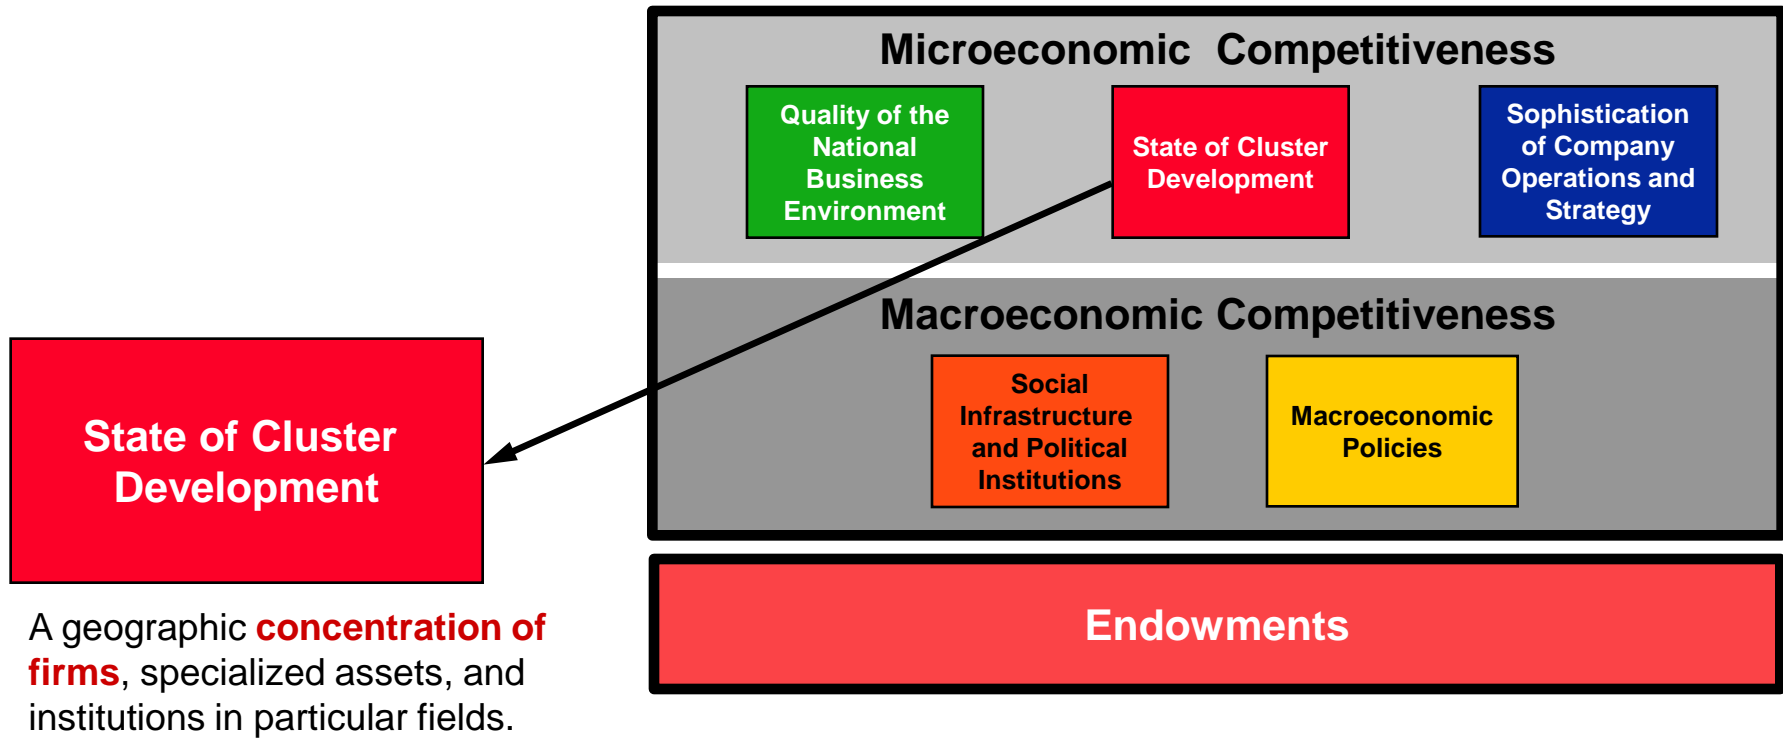 Microeconomic  Competitiveness
Quality of the
National
Business
Environment
State of Cluster
Development
Sophistication
of Company
Operations and
Strategy
Macroeconomic Competitiveness
Social
Infrastructure
and Political
Institutions
Macroeconomic
Policies
Endowments
State of Cluster
Development
A geographic concentration of
firms, specialized assets, and
institutions in particular fields.